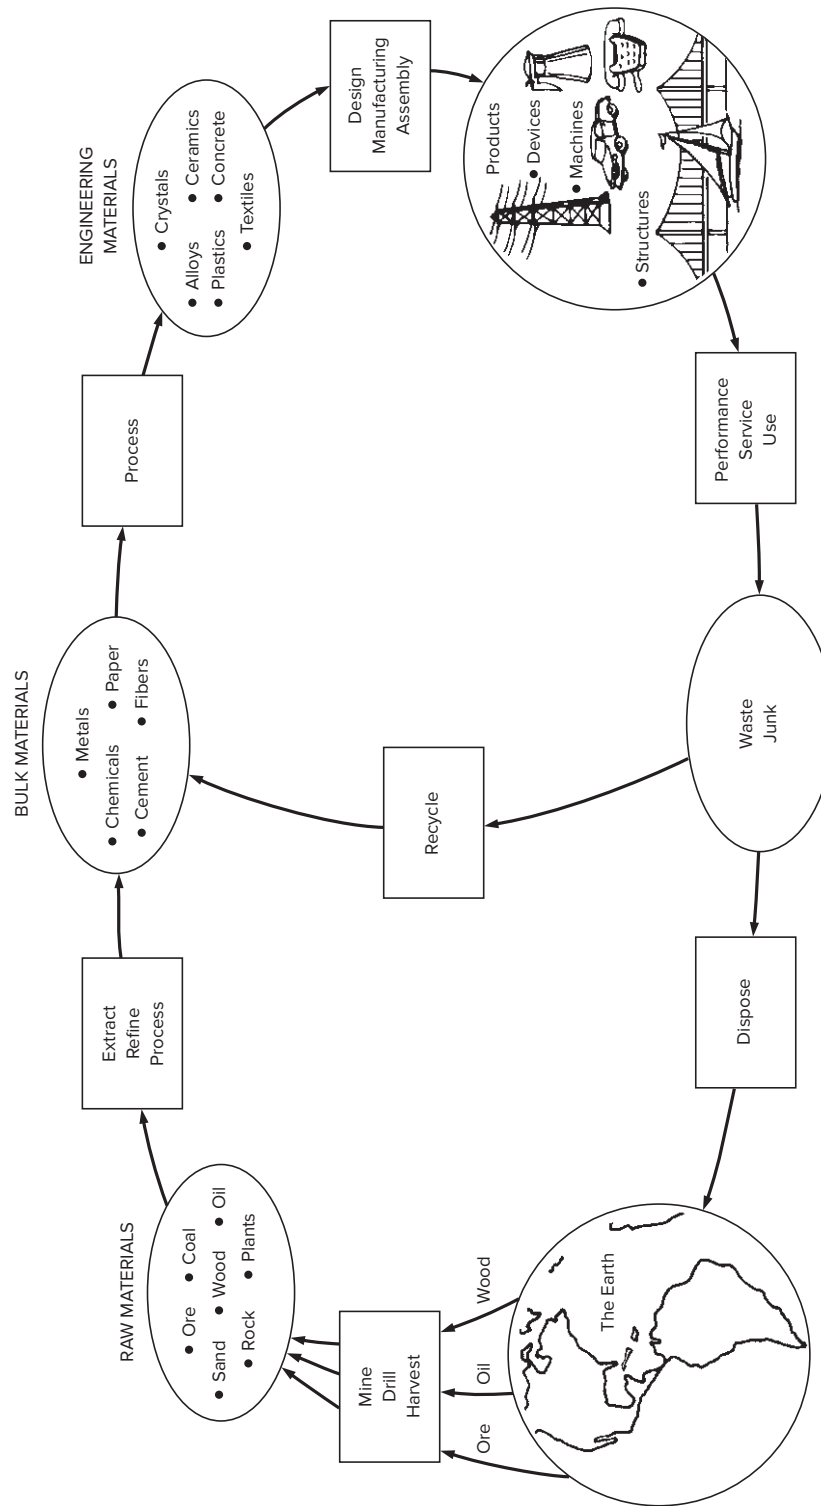 RAW MATERIALS
• Ore
• Coal
• Sand
• Wood
• Oil
• Rock
• Plants
Extract
Refine
Process
BULK MATERIALS
• Metals
• Chemicals
• Paper
• Cement
• Fibers
Process
ENGINEERING
MATERIALS
• Crystals
• Alloys
• Ceramics
• Plastics
• Concrete
• Textiles
Design
Manufacturing
Assembly
Products
• Devices
• Machines
• Structures
Performance
Service
Use
Waste
Junk
Recycle
Dispose
The Earth
Ore
Oil
Wood
Mine
Drill
Harvest